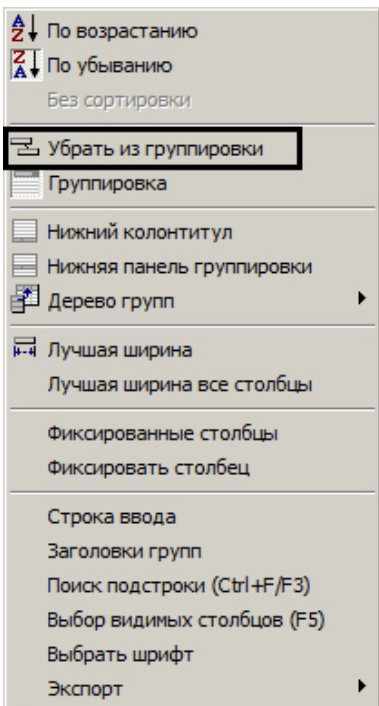 По возрастанию
По убыванию
Без сортировки
Убрать из группировки
Группировка
Нижний колонтитул
Нижняя панель группировки
Дерево групп
Лучшая ширина
Лучшая ширина все столбцы
Фиксированные столбцы
Фиксировать столбец
Строка ввода
Заголовки групп
Поиск подстроки (Ctrl+F/F3)
Выбор видимых столбцов (F5)
Выбрать шрифт
Экспорт